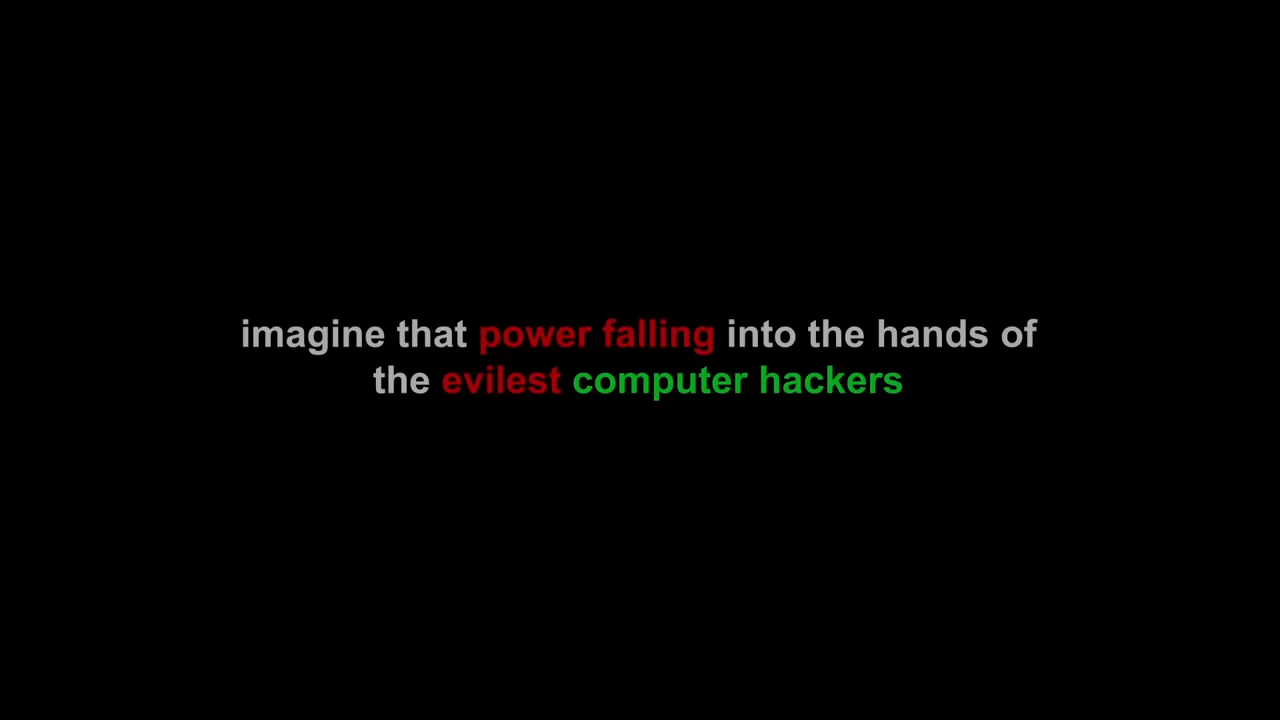 imagine that power falling into the hands of
the evilest computer hackers